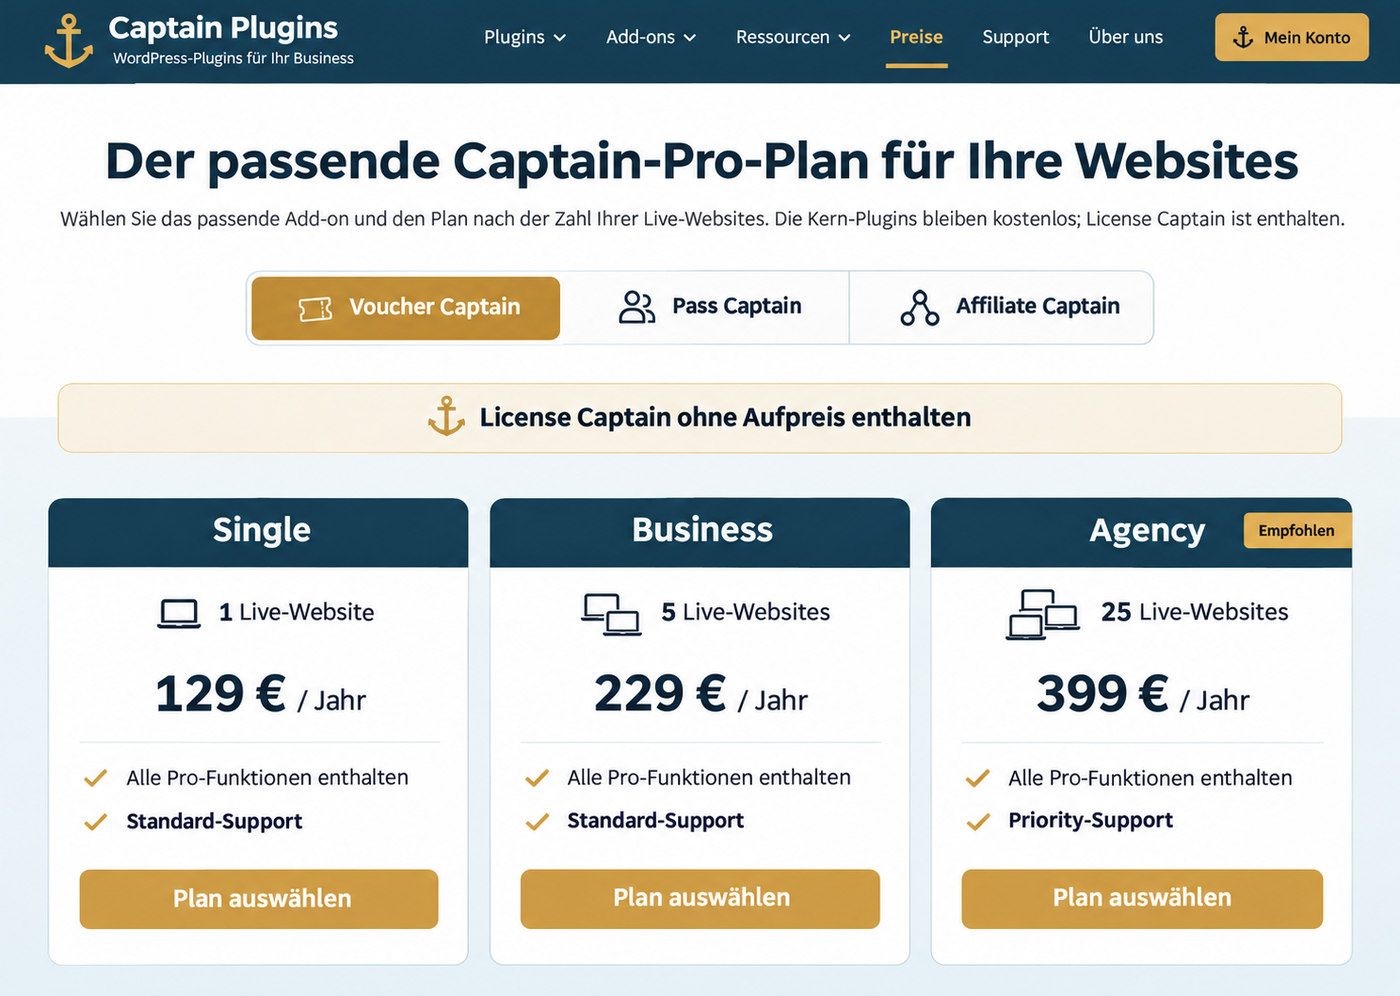 Captain Plugins
WordPress-Plugins für Ihr Business
Plugins
Add-ons
Ressourcen
Preise
Support
Über uns
Mein Konto
Der passende Captain-Pro-Plan für Ihre Websites
Wählen Sie das passende Add-on und den Plan nach der Zahl Ihrer Live-Websites. Die Kern-Plugins bleiben kostenlos; License Captain ist enthalten.
Voucher Captain
Pass Captain
Affiliate Captain
License Captain ohne Aufpreis enthalten
Single
1 Live-Website
129 € / Jahr
Alle Pro-Funktionen enthalten
Standard-Support
Plan auswählen
Business
5 Live-Websites
229 € / Jahr
Alle Pro-Funktionen enthalten
Standard-Support
Plan auswählen
Agency
Empfohlen
25 Live-Websites
399 € / Jahr
Alle Pro-Funktionen enthalten
Priority-Support
Plan auswählen